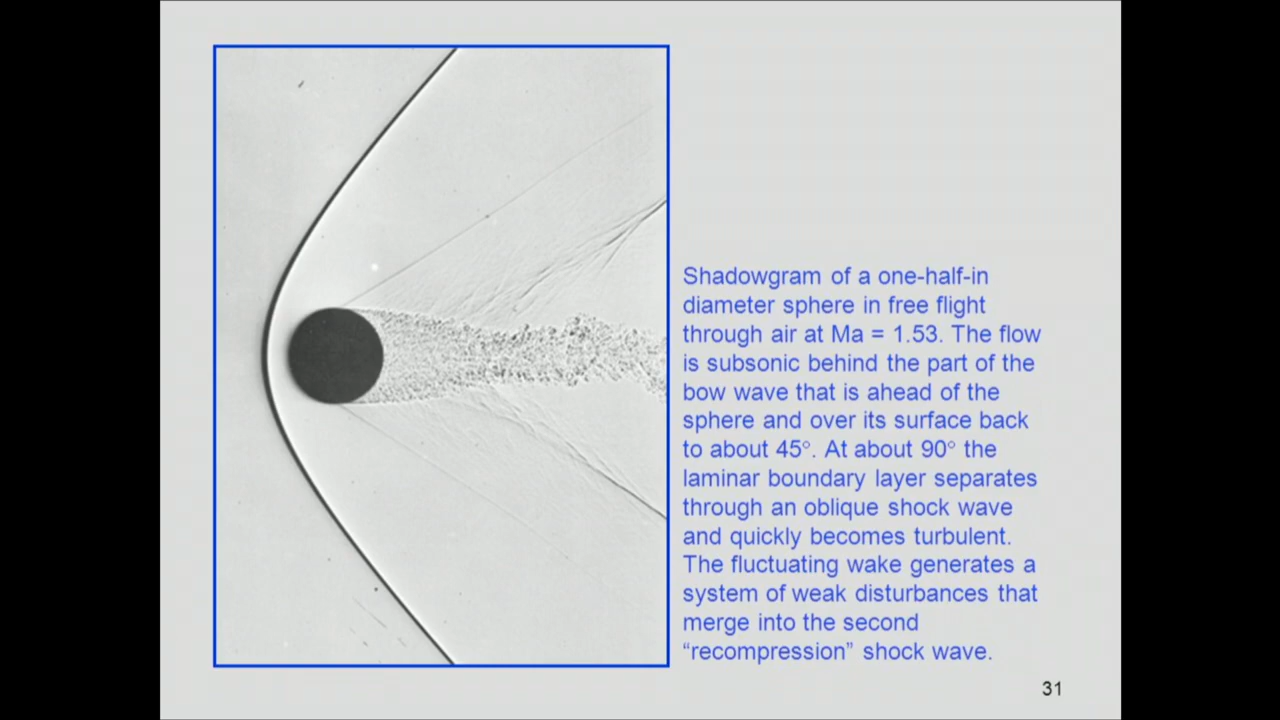 Shadowgram of a one-half-in
diameter sphere in free flight
through air at Ma = 1.53. The flow
is subsonic behind the part of the
bow wave that is ahead of the
sphere and over its surface back
to about 45°. At about 90° the
laminar boundary layer separates
through an oblique shock wave
and quickly becomes turbulent.
The fluctuating wake generates a
system of weak disturbances that
merge into the second
“recompression” shock wave.
31